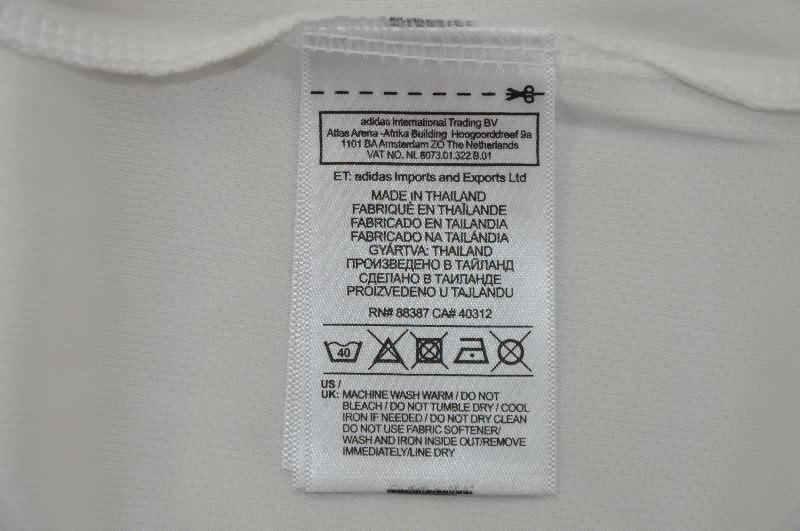 adidas International Trading BV
Atlas Arena -Afrika Building Hoogoorddreef 9a
1101 BA Amsterdam ZO The Netherlands
VAT NO. NL 8073.01.322.B.01
ET: adidas Imports and Exports Ltd
MADE IN THAILAND
FABRIQUÉ EN THAÏLANDE
FABRICADO EN TAILANDIA
FABRICADO NA TAILÂNDIA
GYÁRTVA: THAILAND
ПРОИЗВЕДЕНО В ТАЙЛАНД
СДЕЛАНО В ТАИЛАНДЕ
PROIZVEDENO U TAJLANDU
RN# 88387 CA# 40312
40
US /
UK: MACHINE WASH WARM / DO NOT
BLEACH / DO NOT TUMBLE DRY / COOL
IRON IF NEEDED / DO NOT DRY CLEAN
DO NOT USE FABRIC SOFTENER/
WASH AND IRON INSIDE OUT/REMOVE
IMMEDIATELY/LINE DRY